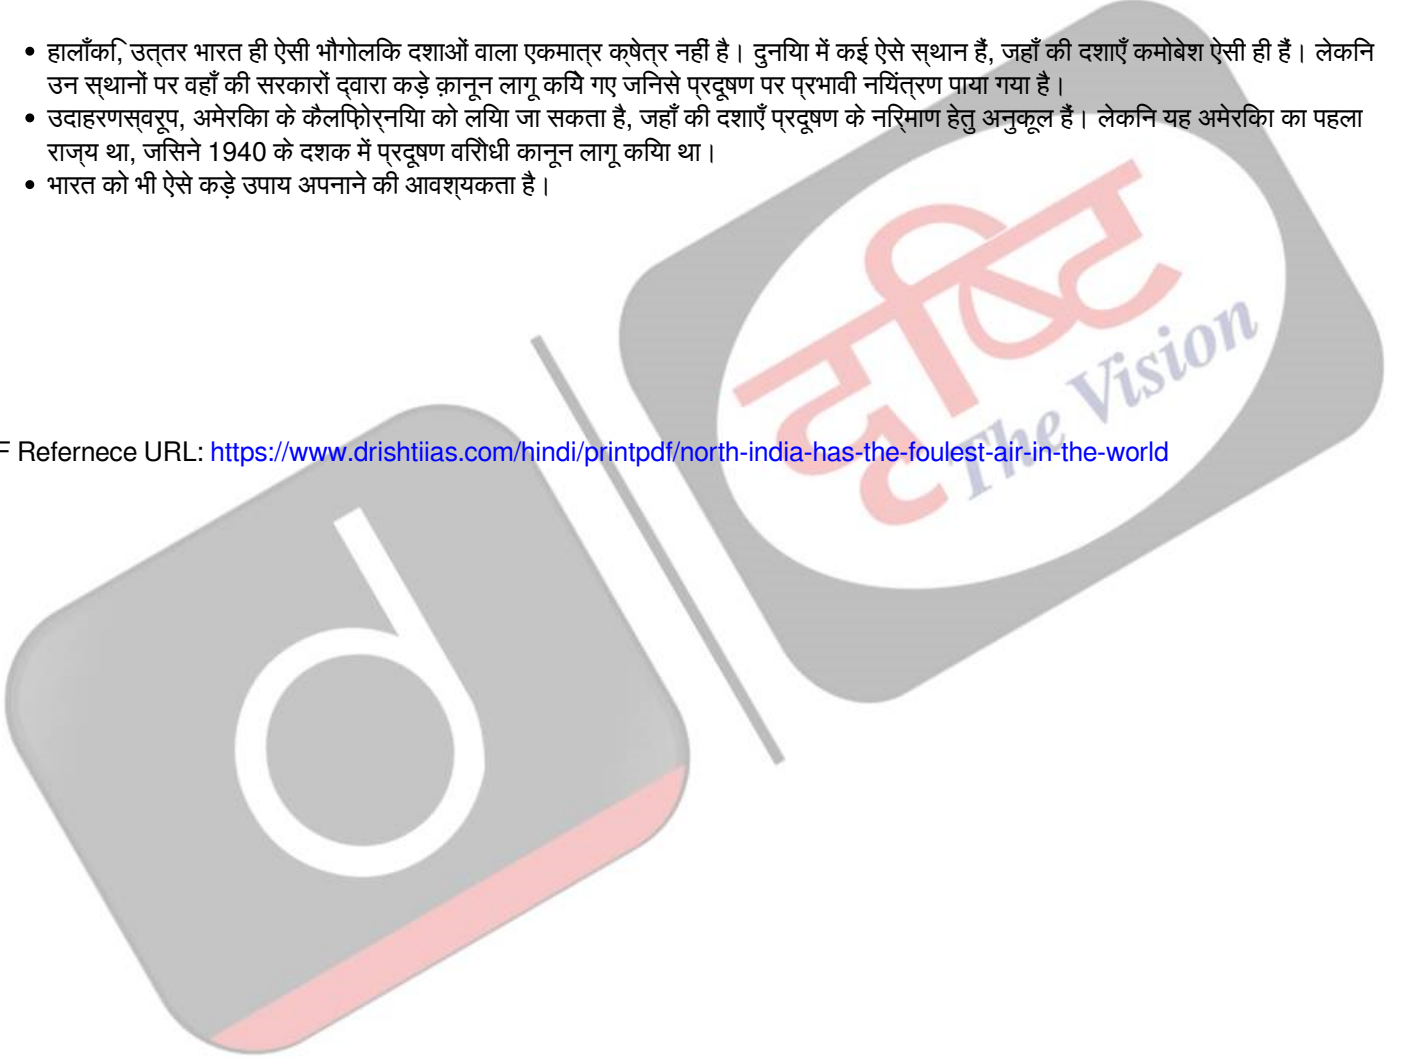 हालाँकि, उत्तर भारत ही ऐसी भौगोलिक दशाओं वाला एकमात्र क्षेत्र नहीं है। दुनिया में कई ऐसे स्थान हैं, जहाँ की दशाएँ कमोबेश ऐसी ही हैं। लेकिन
उन स्थानों पर वहाँ की सरकारों द्वारा कड़े क़ानून लागू किये गए जिनसे प्रदूषण पर प्रभावी नियंत्रण पाया गया है।
उदाहरणस्वरूप, अमेरिका के कैलिफ़ोर्निया को लिया जा सकता है, जहाँ की दशाएँ प्रदूषण के निर्माण हेतु अनुकूल हैं। लेकिन यह अमेरिका का पहला
राज्य था, जिसने 1940 के दशक में प्रदूषण विरोधी कानून लागू किया था।
भारत को भी ऐसे कड़े उपाय अपनाने की आवश्यकता है।
दृष्टि
The Vision
F Refernece URL: https://www.drishtiias.com/hindi/printpdf/north-india-has-the-foulest-air-in-the-world
d